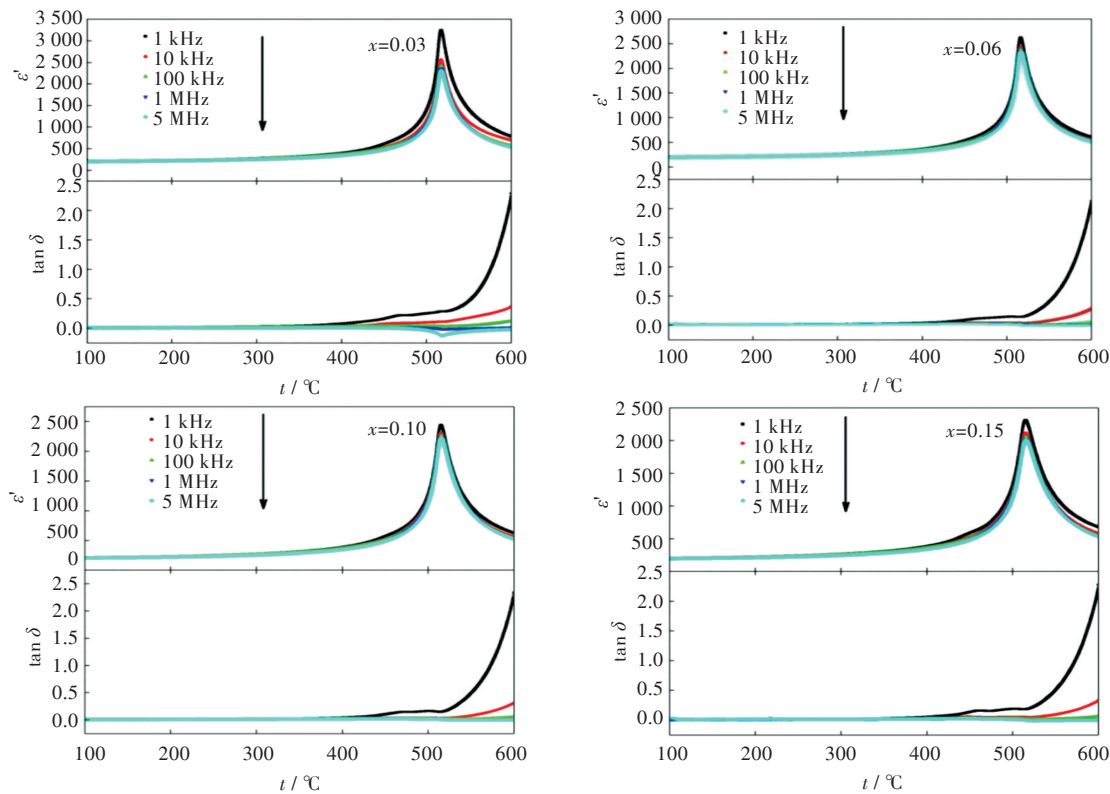 3 500
3 000
2 500
2 000
1 500
1 000
500
0
ε'
1 kHz
10 kHz
100 kHz
1 MHz
5 MHz
x=0.03
2.5
2.0
1.5
1.0
0.5
0.0
tan δ
100 200 300 400 500 600
t / ℃
3 000
2 500
2 000
1 500
1 000
500
0
ε'
1 kHz
10 kHz
100 kHz
1 MHz
5 MHz
x=0.06
2.5
2.0
1.5
1.0
0.5
0.0
tan δ
100 200 300 400 500 600
t / ℃
2 500
2 000
1 500
1 000
500
0
ε'
1 kHz
10 kHz
100 kHz
1 MHz
5 MHz
x=0.10
2.5
2.0
1.5
1.0
0.5
0.0
tan δ
100 200 300 400 500 600
t / ℃
2 500
2 000
1 500
1 000
500
ε'
1 kHz
10 kHz
100 kHz
1 MHz
5 MHz
x=0.15
2.5
2.0
1.5
1.0
0.5
0.0
tan δ
100 200 300 400 500 600
t / ℃